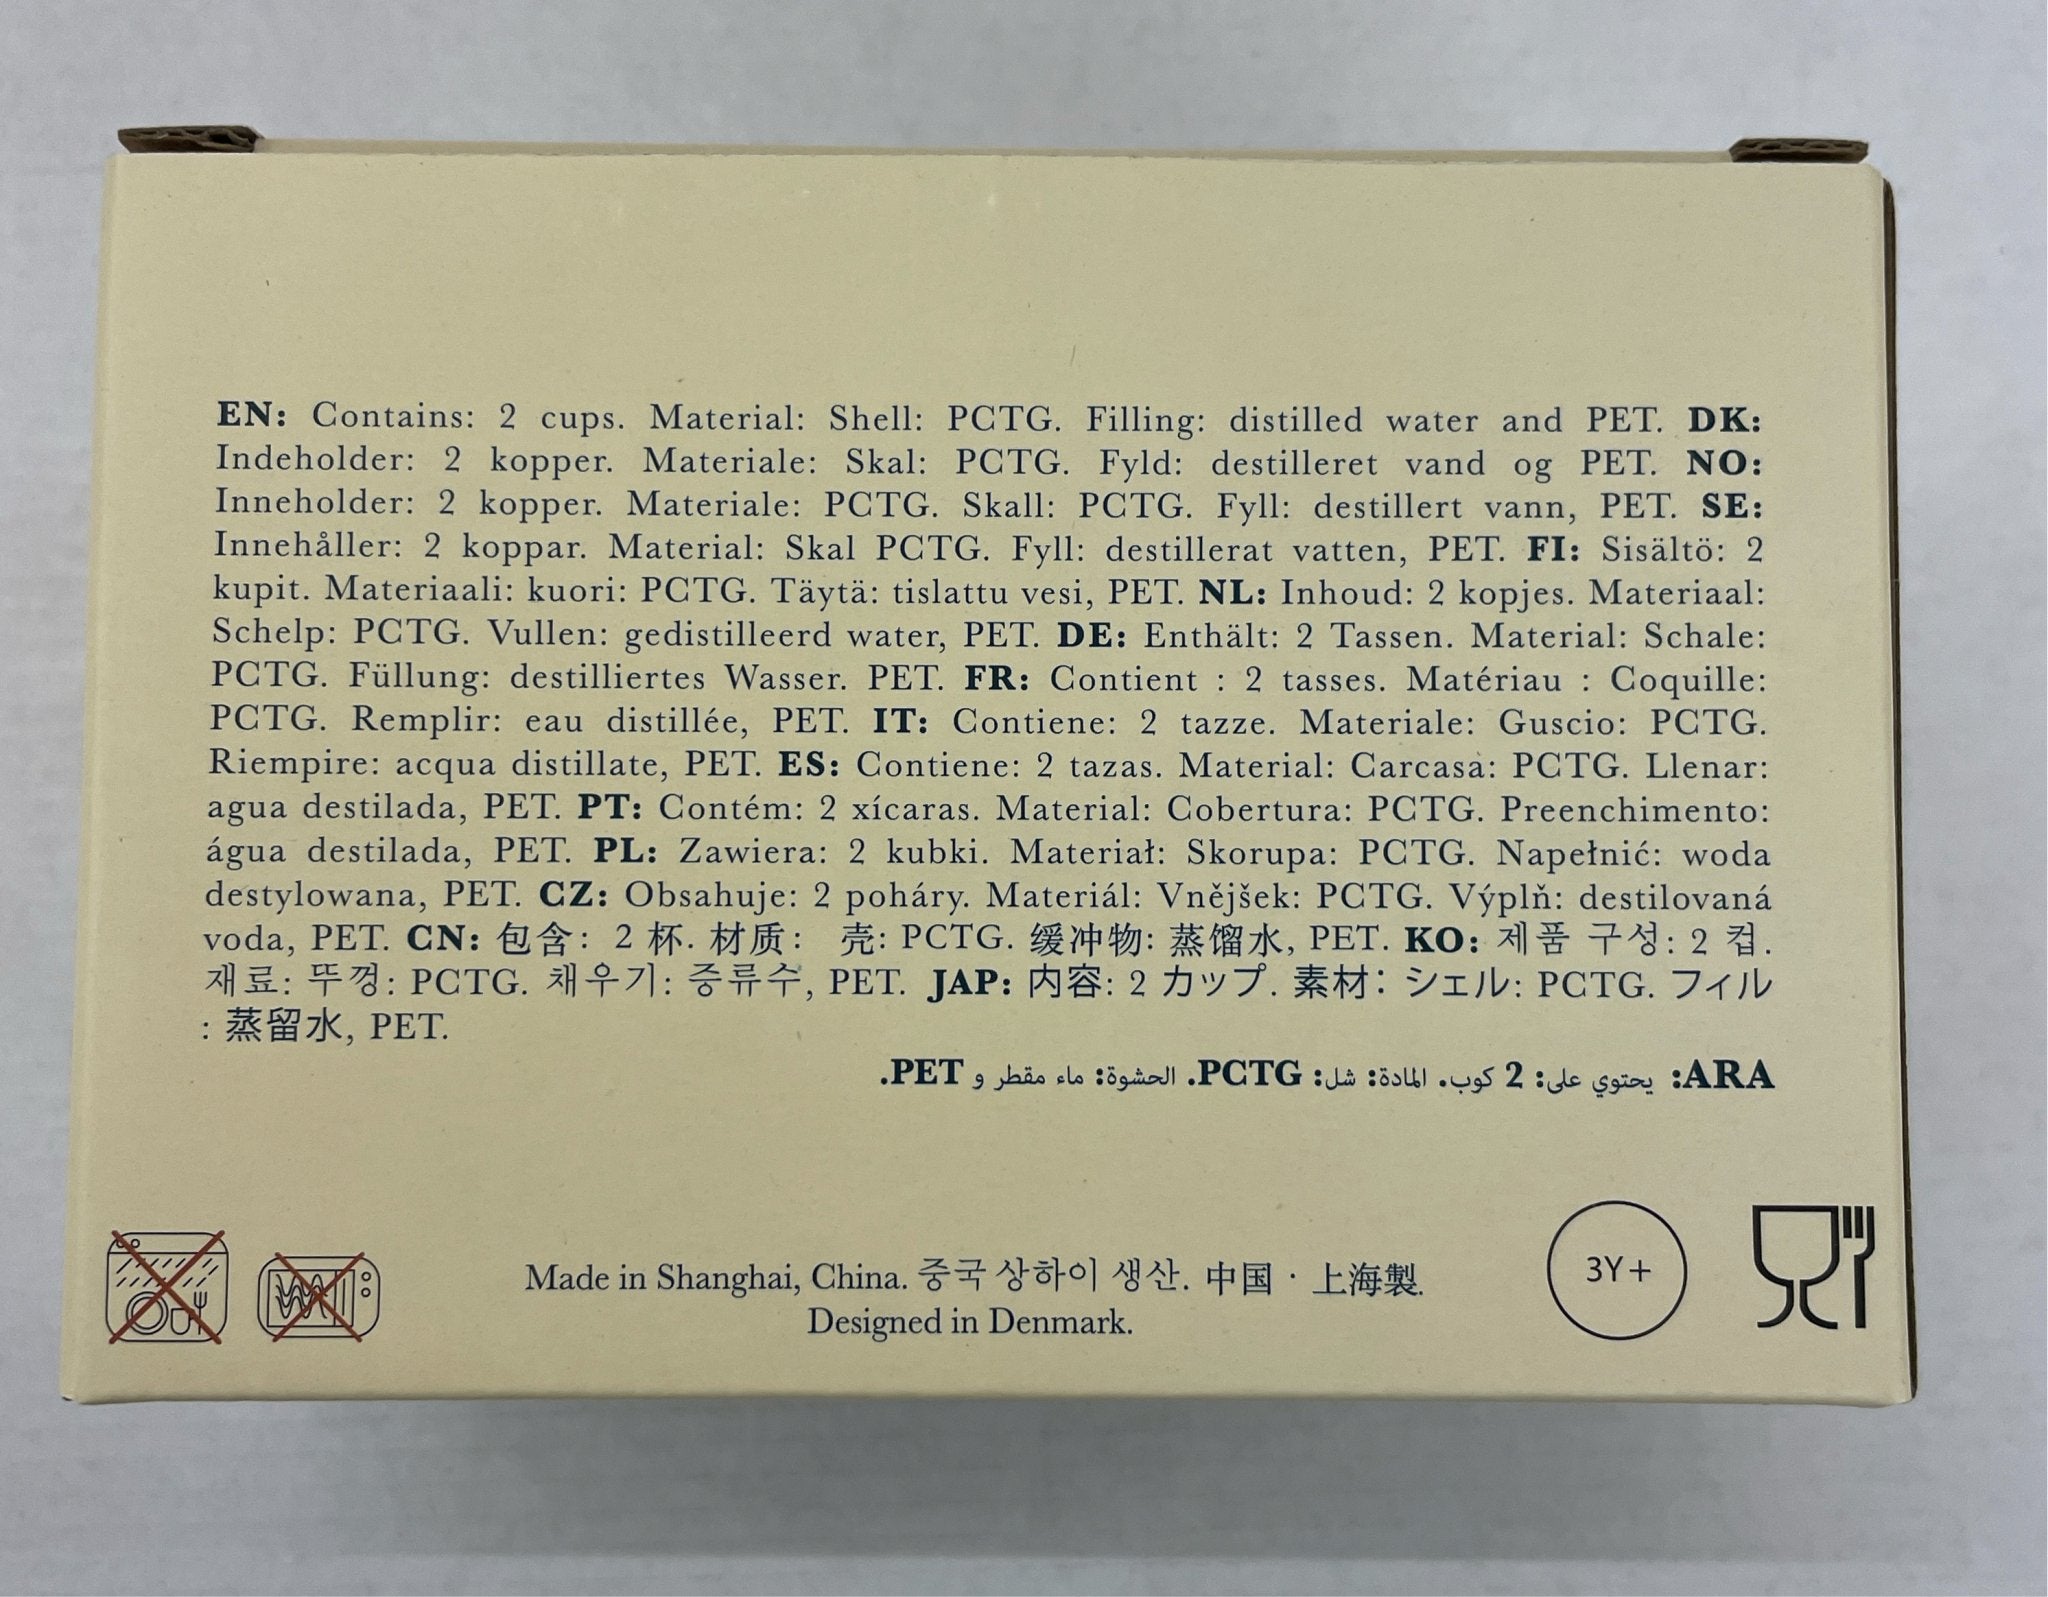 EN: Contains: 2 cups. Material: Shell: PCTG. Filling: distilled water and PET. DK:
Indeholder: 2 kopper. Materiale: Skal: PCTG. Fyld: destilleret vand og PET. NO:
Inneholder: 2 kopper. Materiale: PCTG. Skall: PCTG. Fyll: destillert vann, PET. SE:
Innehåller: 2 koppar. Material: Skal PCTG. Fyll: destillerat vatten, PET. FI: Sisältö: 2
kupit. Materiaali: kuori: PCTG. Täytä: tislattu vesi, PET. NL: Inhoud: 2 kopjes. Materiaal:
Schelp: PCTG. Vullen: gedistilleerd water, PET. DE: Enthält: 2 Tassen. Material: Schale:
PCTG. Füllung: destilliertes Wasser. PET. FR: Contient : 2 tasses. Matériau : Coquille:
PCTG. Remplir: eau distillée, PET. IT: Contiene: 2 tazze. Materiale: Guscio: PCTG.
Riempire: acqua distillate, PET. ES: Contiene: 2 tazas. Material: Carcasa: PCTG. Llenar:
agua destilada, PET. PT: Contém: 2 xícaras. Material: Cobertura: PCTG. Preenchimento:
água destilada, PET. PL: Zawiera: 2 kubki. Materiał: Skorupa: PCTG. Napełnić: woda
destylowana, PET. CZ: Obsahuje: 2 poháry. Materiál: Vnějšek: PCTG. Výplň: destilovaná
voda, PET. CN: 包含: 2 杯. 材质: 壳: PCTG. 缓冲物: 蒸馏水, PET. KO: 제품 구성: 2 컵.
재료: 뚜껑: PCTG. 채우기: 증류수, PET. JAP: 内容: 2 カップ. 素材: シェル: PCTG. フィル
: 蒸留水, PET.
ARA: يحتوي على: 2 كوب. المادة: شل: PCTG. الحشوة: ماء مقطر و PET.
Made in Shanghai, China. 중국 상하이 생산. 中国・上海製.
Designed in Denmark.
3Y+